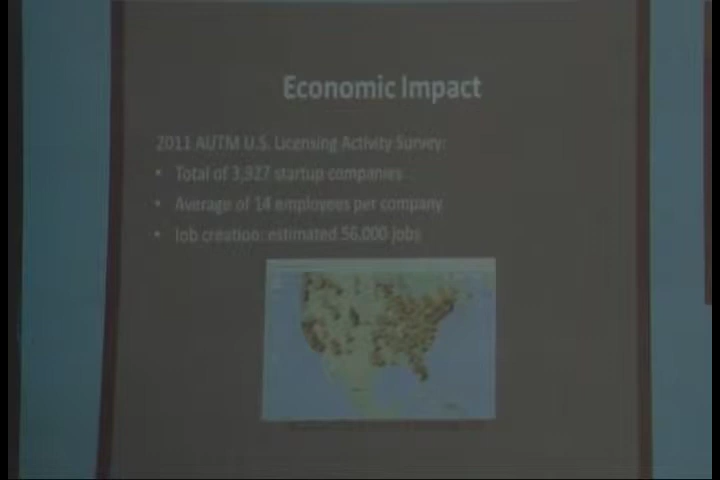 Economic Impact
2011 AUTM U.S. Licensing Activity Survey:
• Total of 3,927 startup companies
• Average of 14 employees per company
• Job creation: estimated 56,000 jobs